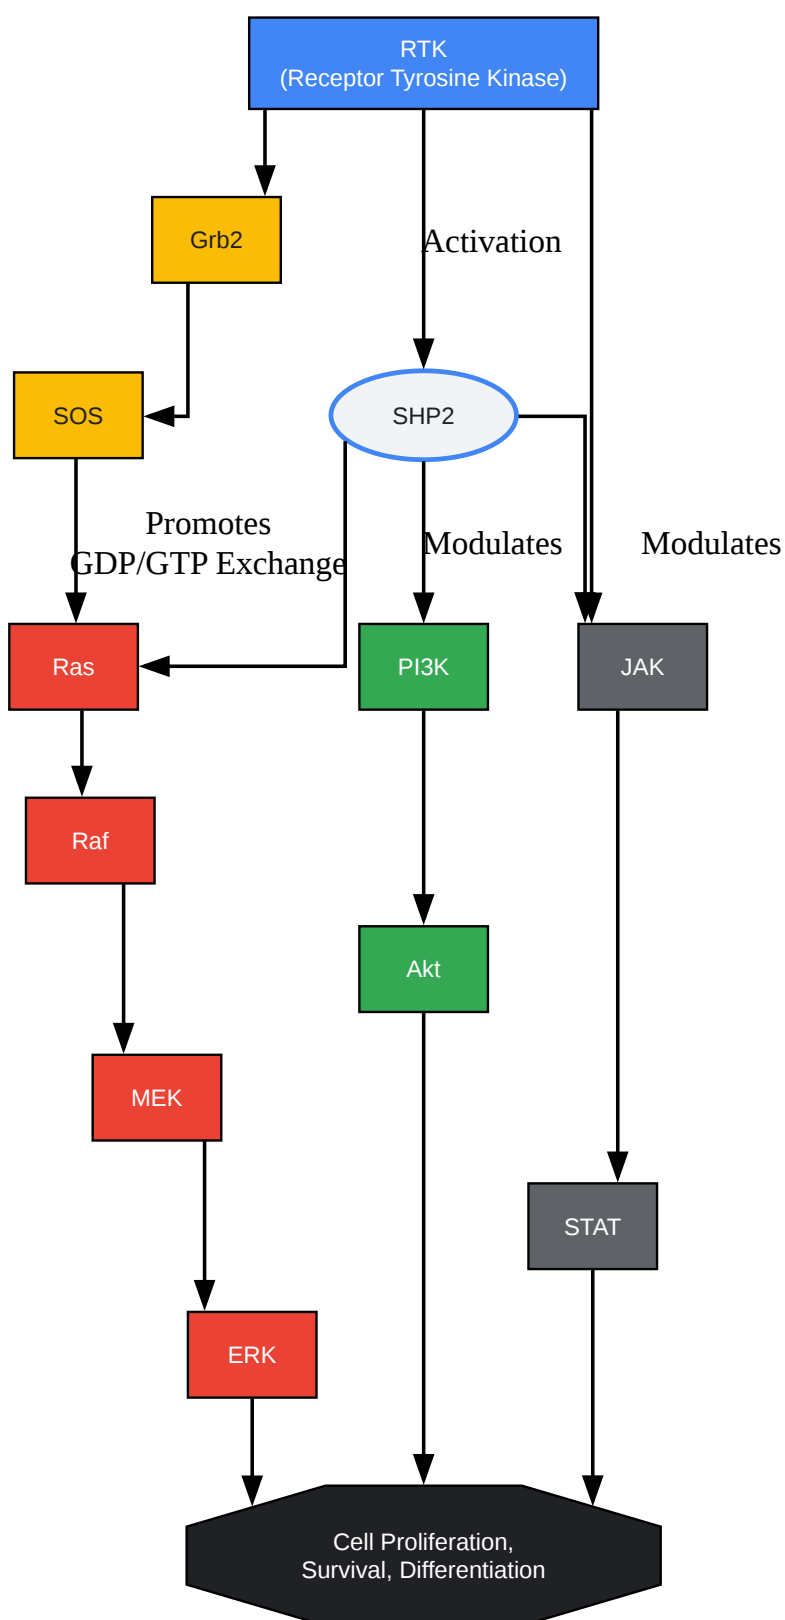 RTK
(Receptor Tyrosine Kinase)
Grb2
Activation
SOS
SHP2
Promotes
GDP/GTP Exchange
Modulates
Modulates
Ras
PI3K
JAK
Raf
Akt
MEK
STAT
ERK
Cell Proliferation,
Survival, Differentiation